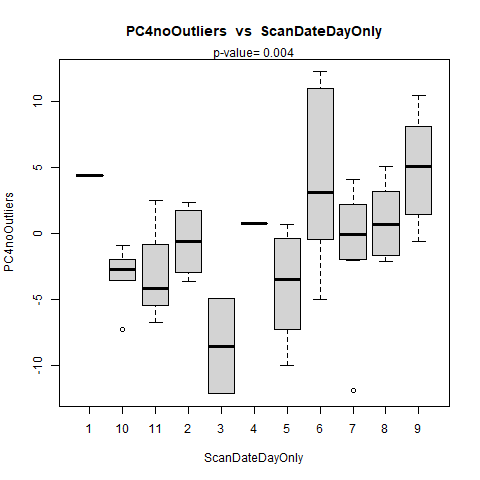 PC4noOutliers vs ScanDateDayOnly
p-value= 0.004
PC4noOutliers
10
5
0
-5
-10
1 10 11 2 3 4 5 6 7 8 9
ScanDateDayOnly